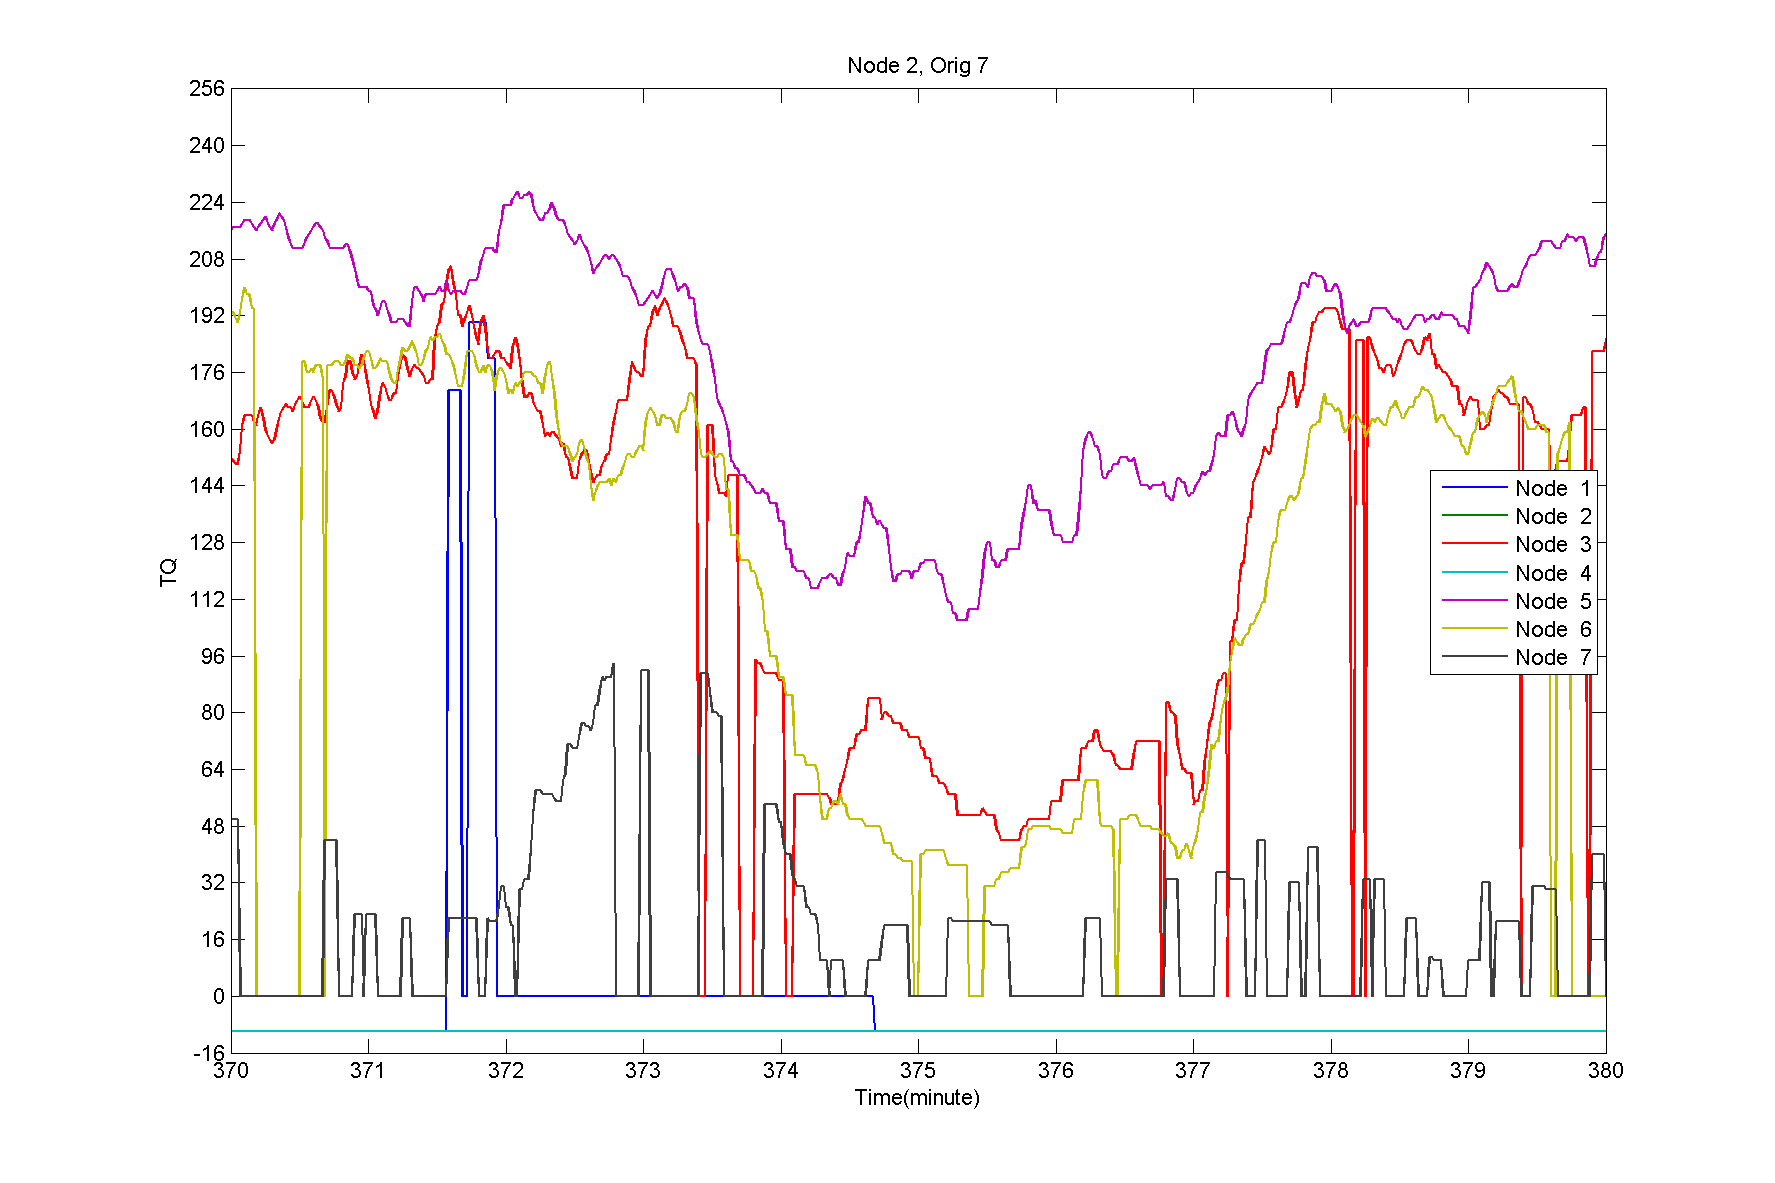 Node 2, Orig 7
256
240
224
208
192
176
160
144
128
112
96
80
64
48
32
16
0
-16
TQ
Node 1
Node 2
Node 3
Node 4
Node 5
Node 6
Node 7
370 371 372 373 374 375 376 377 378 379 380
Time(minute)